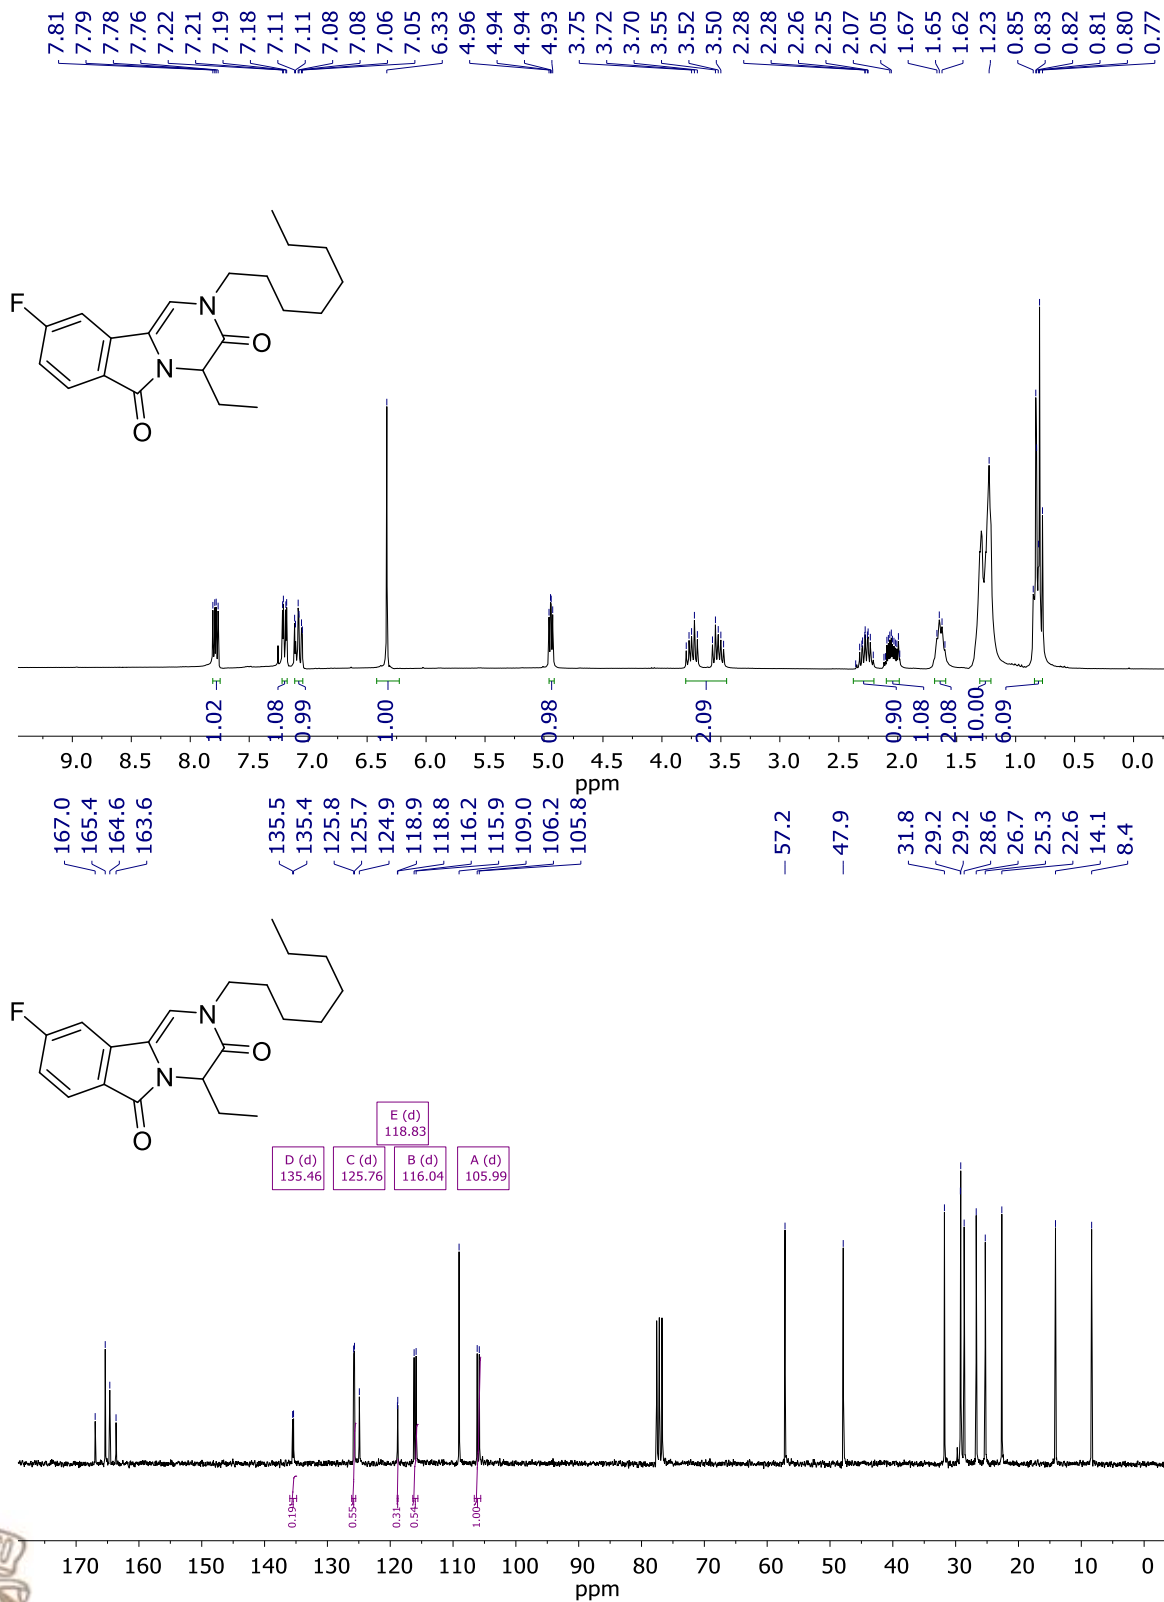 7.81 7.79 7.78 7.76 7.22 7.21 7.19 7.18 7.11 7.11 7.08 7.08 7.06 7.05 6.33 4.96 4.94 4.94 4.93 3.75 3.72 3.70 3.55 3.52 3.50 2.28 2.28 2.26 2.25 2.07 2.05 1.67 1.65 1.62 1.23 0.85 0.83 0.82 0.81 0.80 0.77
F
N
O
N
O
1.02 1.08 0.99 1.00 0.98 2.09 0.90 1.08 2.08 10.00 6.09
9.0 8.5 8.0 7.5 7.0 6.5 6.0 5.5 5.0 4.5 4.0 3.5 3.0 2.5 2.0 1.5 1.0 0.5 0.0
ppm
167.0 165.4 164.6 163.6 135.5 135.4 125.8 125.7 124.9 118.9 118.8 116.2 115.9 109.0 106.2 105.8 57.2 47.9 31.8 29.2 29.2 28.6 26.7 25.3 22.6 14.1 8.4
F
N
O
N
O
E (d)
118.83
D (d) C (d) B (d) A (d)
135.46 125.76 116.04 105.99
0.19 0.55 0.31 0.54 1.00
170 160 150 140 130 120 110 100 90 80 70 60 50 40 30 20 10 0
ppm